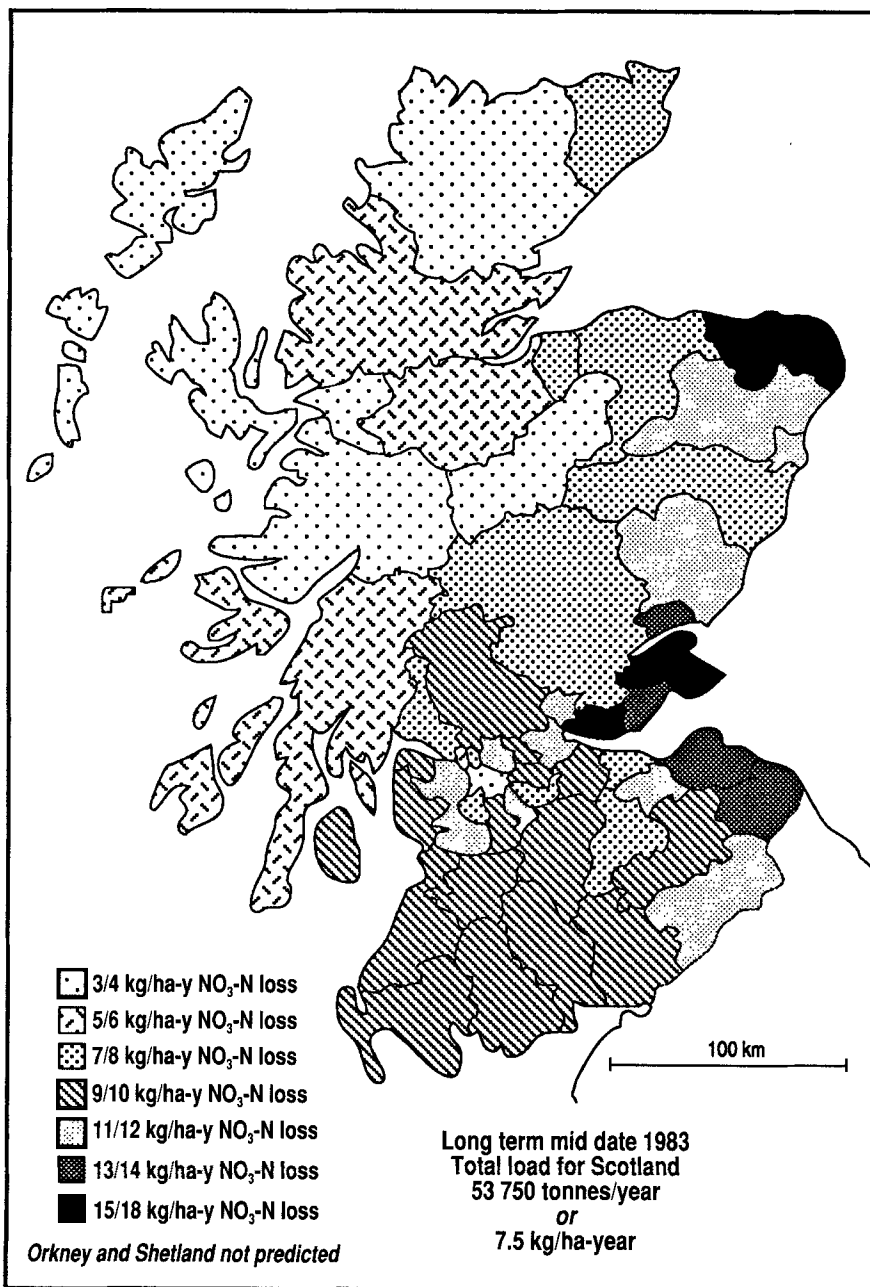 3/4 kg/ha-y NO₃-N loss
5/6 kg/ha-y NO₃-N loss
7/8 kg/ha-y NO₃-N loss
9/10 kg/ha-y NO₃-N loss
11/12 kg/ha-y NO₃-N loss
13/14 kg/ha-y NO₃-N loss
15/18 kg/ha-y NO₃-N loss
Orkney and Shetland not predicted
100 km
Long term mid date 1983
Total load for Scotland
53 750 tonnes/year
or
7.5 kg/ha-year